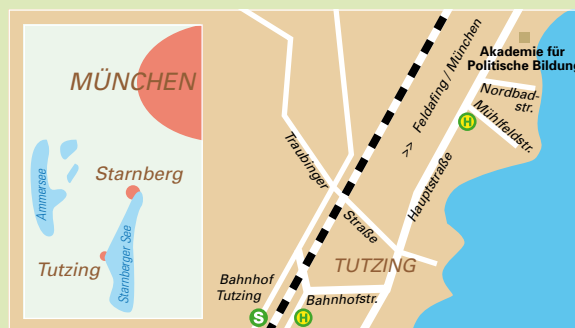 MÜNCHEN
Starnberg
Ammersee
Tutzing
Starnberger See
Akademie für
Politische Bildung
>> Feldafing / München
Nordbad-
str.
Mühlfeldstr.
H
Traubinger
Straße
Hauptstraße
TUTZING
Bahnhof
Tutzing
Bahnhofstr.
S
H